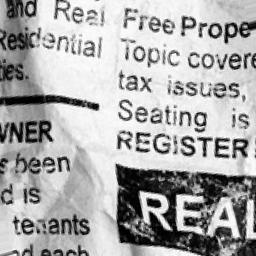 and Real
Residential
ties.
WNER
s been
d is
tenants
nd each
Free Prope
Topic covere
tax issues,
Seating is
REGISTER
REAL